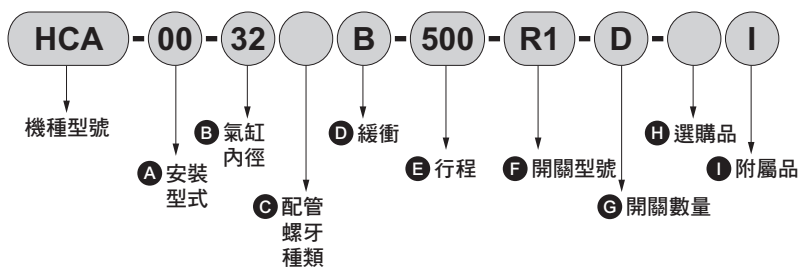 HCA-00-32 B-500-R1-D- I
機種型號
A 安裝
型式
B 氣缸
內徑
C 配管
螺牙
種類
D 緩衝
E 行程
F 開關型號
G 開關數量
H 選購品
I 附屬品